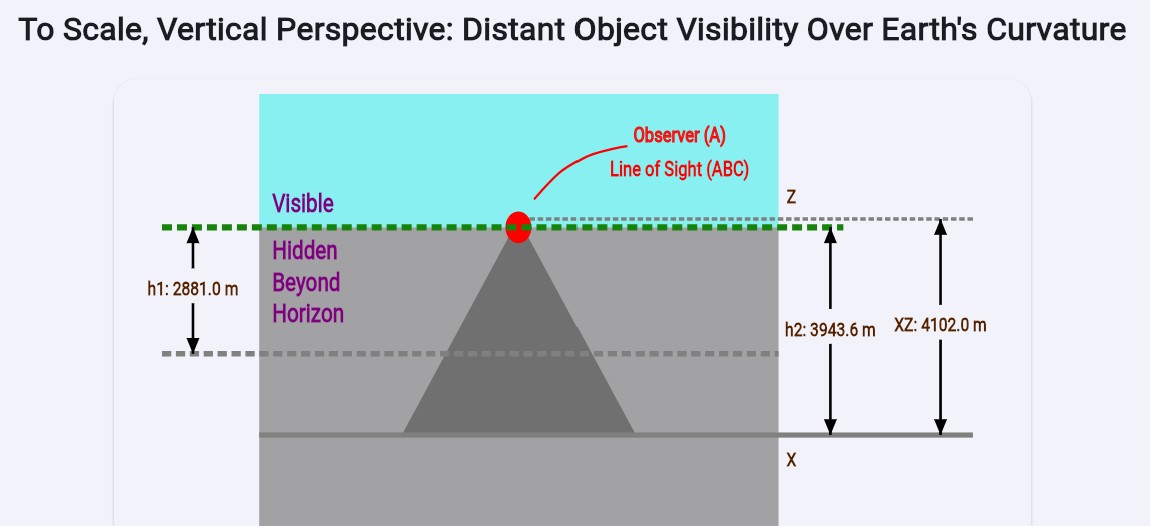 To Scale, Vertical Perspective: Distant Object Visibility Over Earth's Curvature
Observer (A)
Line of Sight (ABC)
Visible
Z
Hidden
Beyond
Horizon
h1: 2881.0 m
h2: 3943.6 m
XZ: 4102.0 m
X